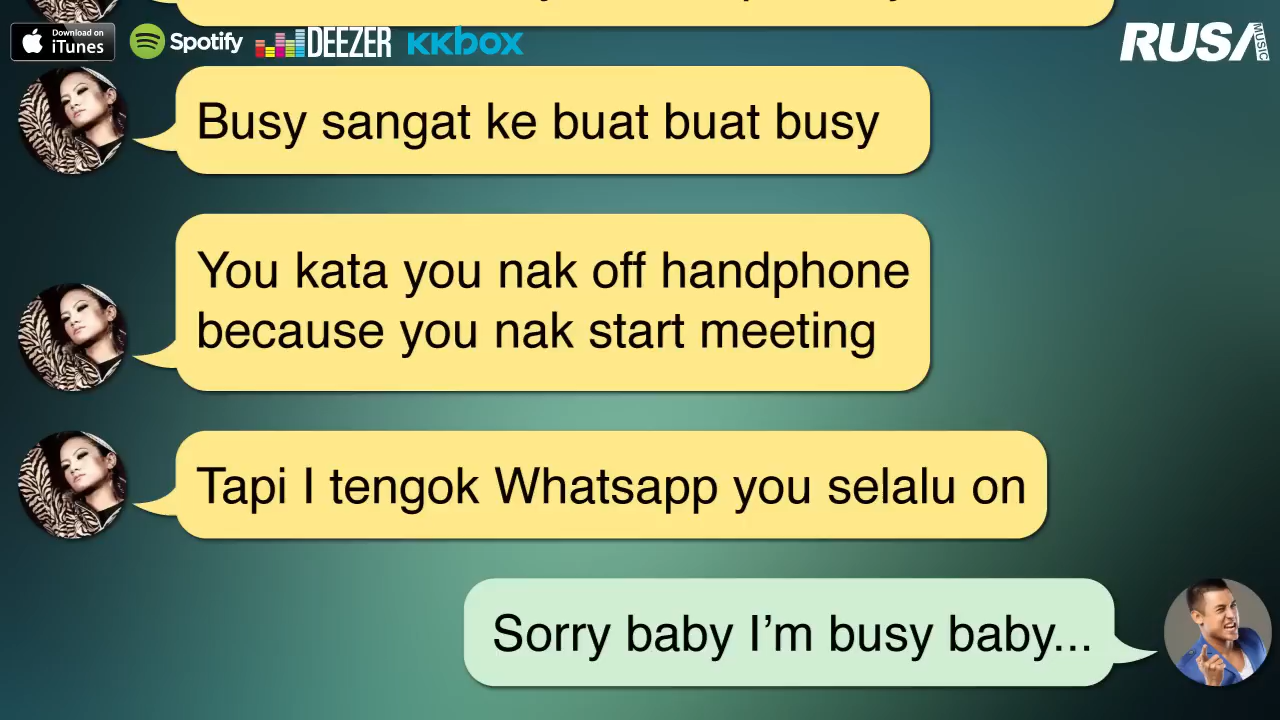 Download on
iTunes
Spotify
DEEZER
KKBOX
RUSA
MUSIC
Busy sangat ke buat buat busy
You kata you nak off handphone
because you nak start meeting
Tapi I tengok Whatsapp you selalu on
Sorry baby I'm busy baby...